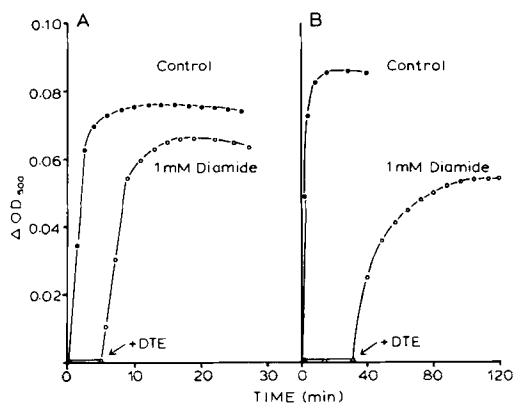 A
B
0.10
0.08
0.06
0.04
0.02
Δ OD500
Control
1mM Diamide
+DTE
Control
1mM Diamide
+DTE
0 10 20 30
0 40 80 120
TIME (min)